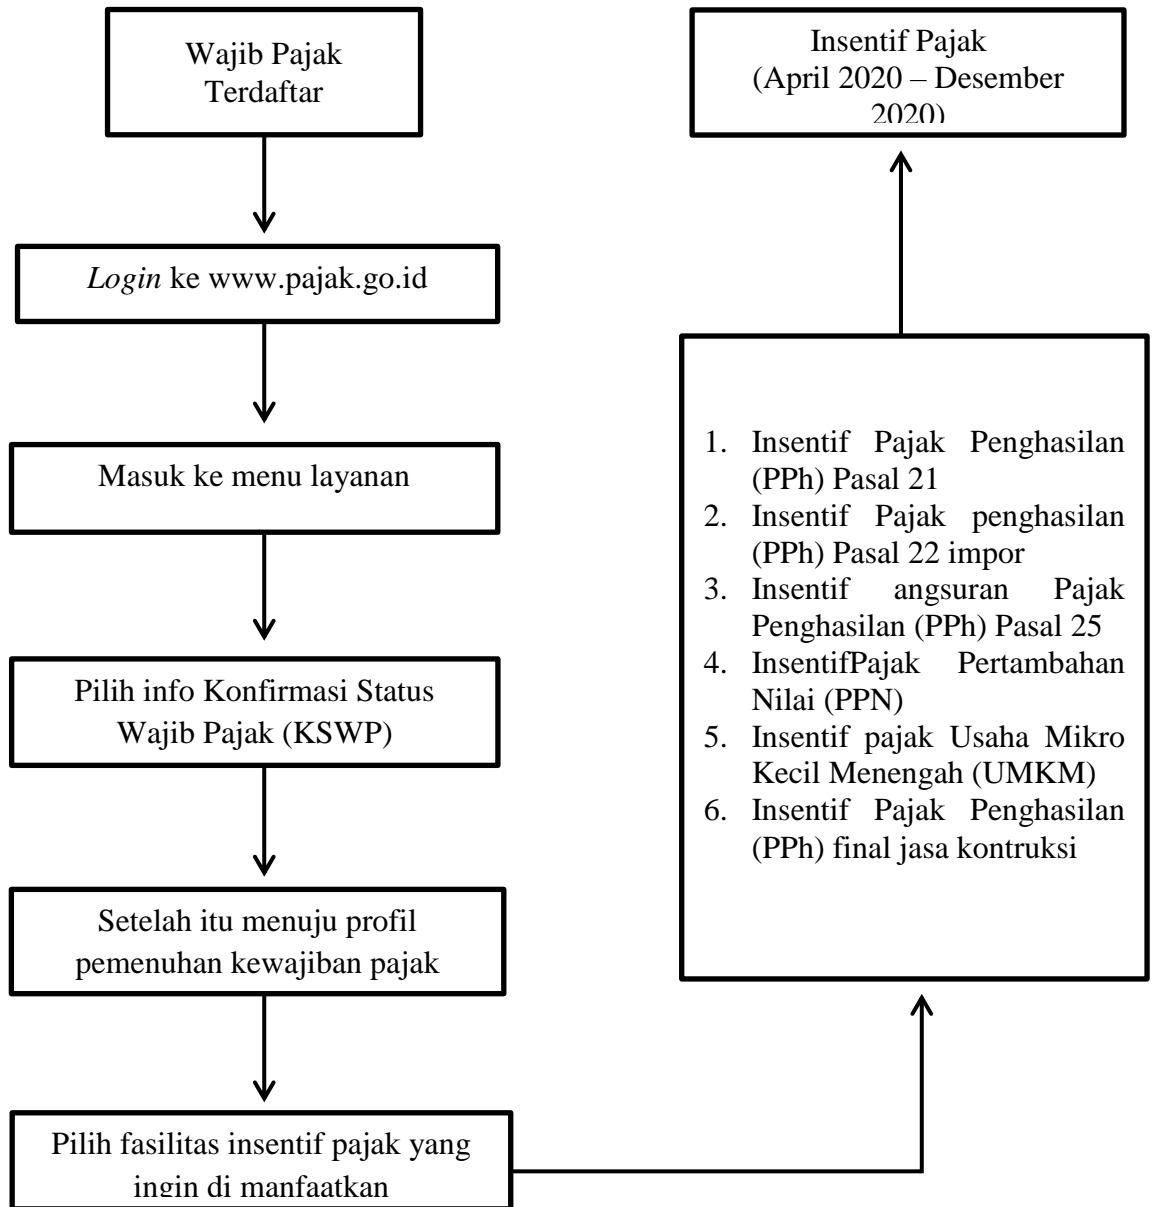 Wajib Pajak
Terdaftar
Login ke www.pajak.go.id
Masuk ke menu layanan
Pilih info Konfirmasi Status
Wajib Pajak (KSWP)
Setelah itu menuju profil
pemenuhan kewajiban pajak
Pilih fasilitas insentif pajak yang
ingin di manfaatkan
1. Insentif Pajak Penghasilan
(PPh) Pasal 21
2. Insentif Pajak penghasilan
(PPh) Pasal 22 impor
3. Insentif angsuran Pajak
Penghasilan (PPh) Pasal 25
4. InsentifPajak Pertambahan
Nilai (PPN)
5. Insentif pajak Usaha Mikro
Kecil Menengah (UMKM)
6. Insentif Pajak Penghasilan
(PPh) final jasa kontruksi
Insentif Pajak
(April 2020 – Desember
2020)